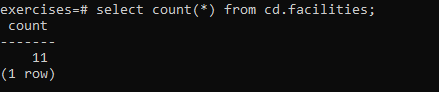 exercises=# select count(*) from cd.facilities;
count
-------
11
(1 row)